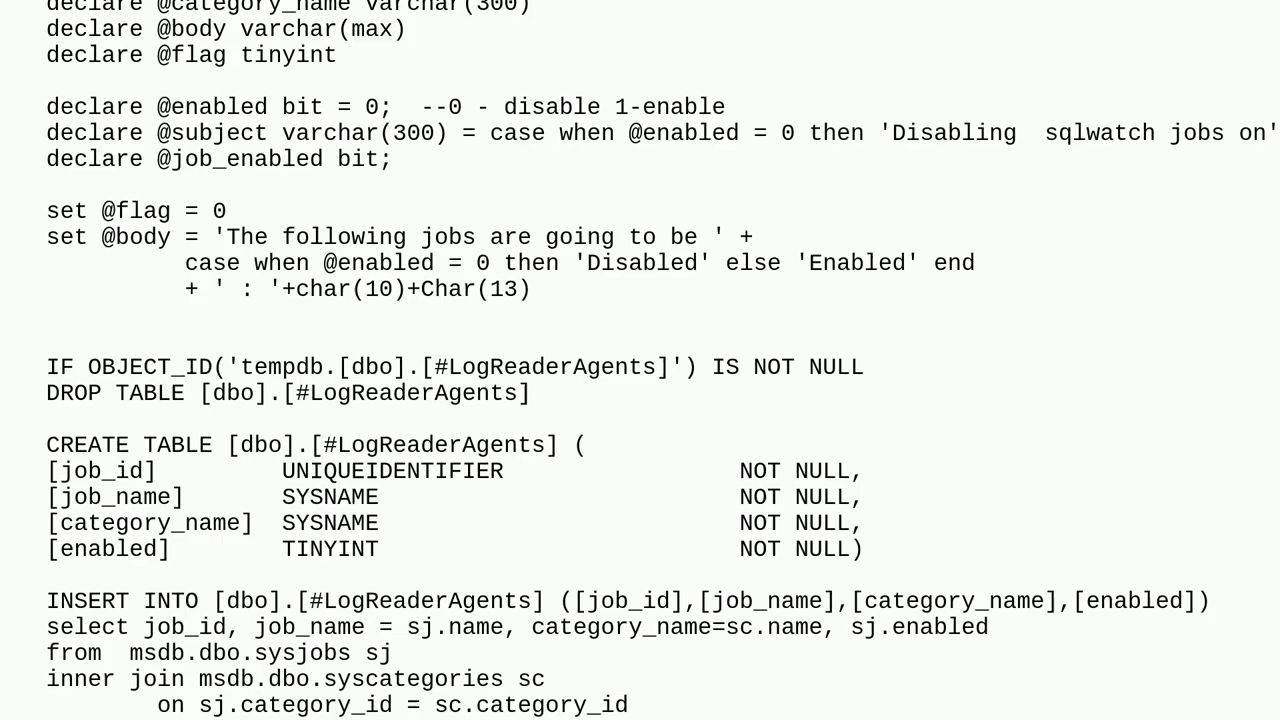 declare @category_name varchar(300)
declare @body varchar(max)
declare @flag tinyint
declare @enabled bit = 0;  --0 - disable 1-enable
declare @subject varchar(300) = case when @enabled = 0 then 'Disabling  sqlwatch jobs on'
declare @job_enabled bit;
set @flag = 0
set @body = 'The following jobs are going to be ' +
          case when @enabled = 0 then 'Disabled' else 'Enabled' end
          + ' : '+char(10)+Char(13)
IF OBJECT_ID('tempdb.[dbo].[#LogReaderAgents]') IS NOT NULL
DROP TABLE [dbo].[#LogReaderAgents]
CREATE TABLE [dbo].[#LogReaderAgents] (
[job_id]         UNIQUEIDENTIFIER                 NOT NULL,
[job_name]       SYSNAME                          NOT NULL,
[category_name]  SYSNAME                          NOT NULL,
[enabled]        TINYINT                          NOT NULL)
INSERT INTO [dbo].[#LogReaderAgents] ([job_id],[job_name],[category_name],[enabled])
select job_id, job_name = sj.name, category_name=sc.name, sj.enabled
from  msdb.dbo.sysjobs sj
inner join msdb.dbo.syscategories sc
        on sj.category_id = sc.category_id